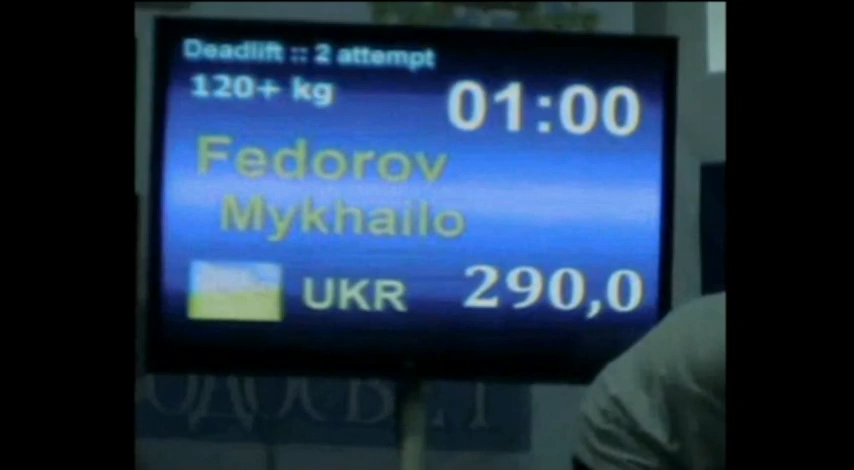 Deadlift :: 2 attempt
120+ kg
01:00
Fedorov
Mykhailo
UKR
290,0